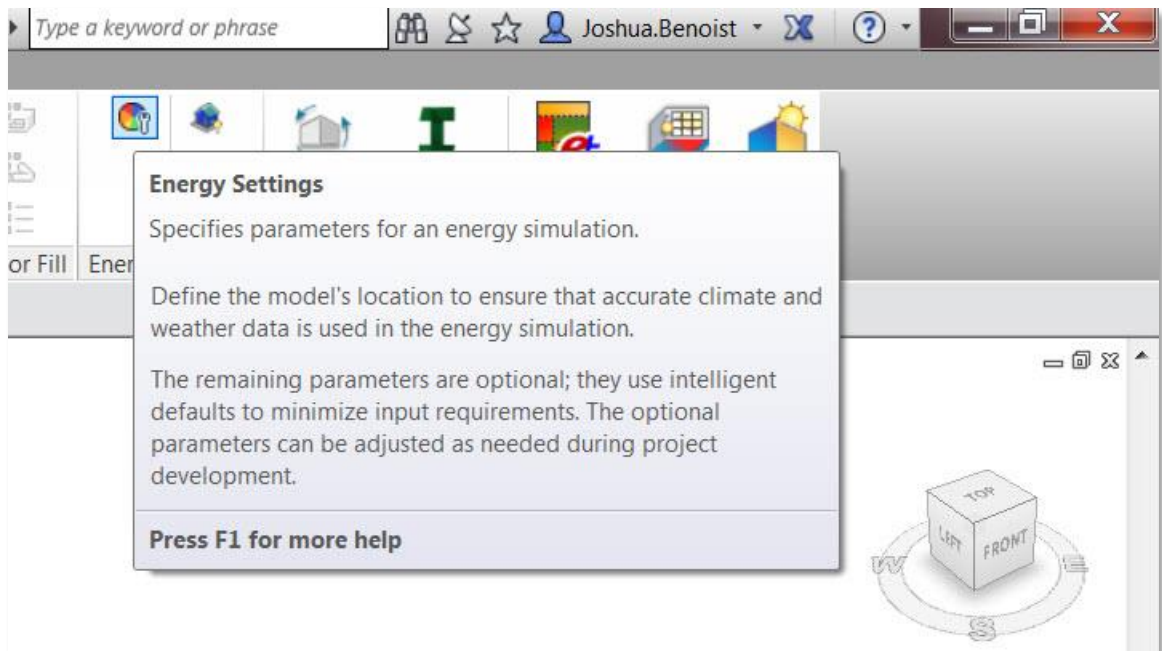 Type a keyword or phrase
Joshua.Benoist
?
X
Energy Settings
Specifies parameters for an energy simulation.
or Fill
Ener
Define the model's location to ensure that accurate climate and
weather data is used in the energy simulation.
The remaining parameters are optional; they use intelligent
defaults to minimize input requirements. The optional
parameters can be adjusted as needed during project
development.
Press F1 for more help
TOP
LEFT
FRONT
W
E
S